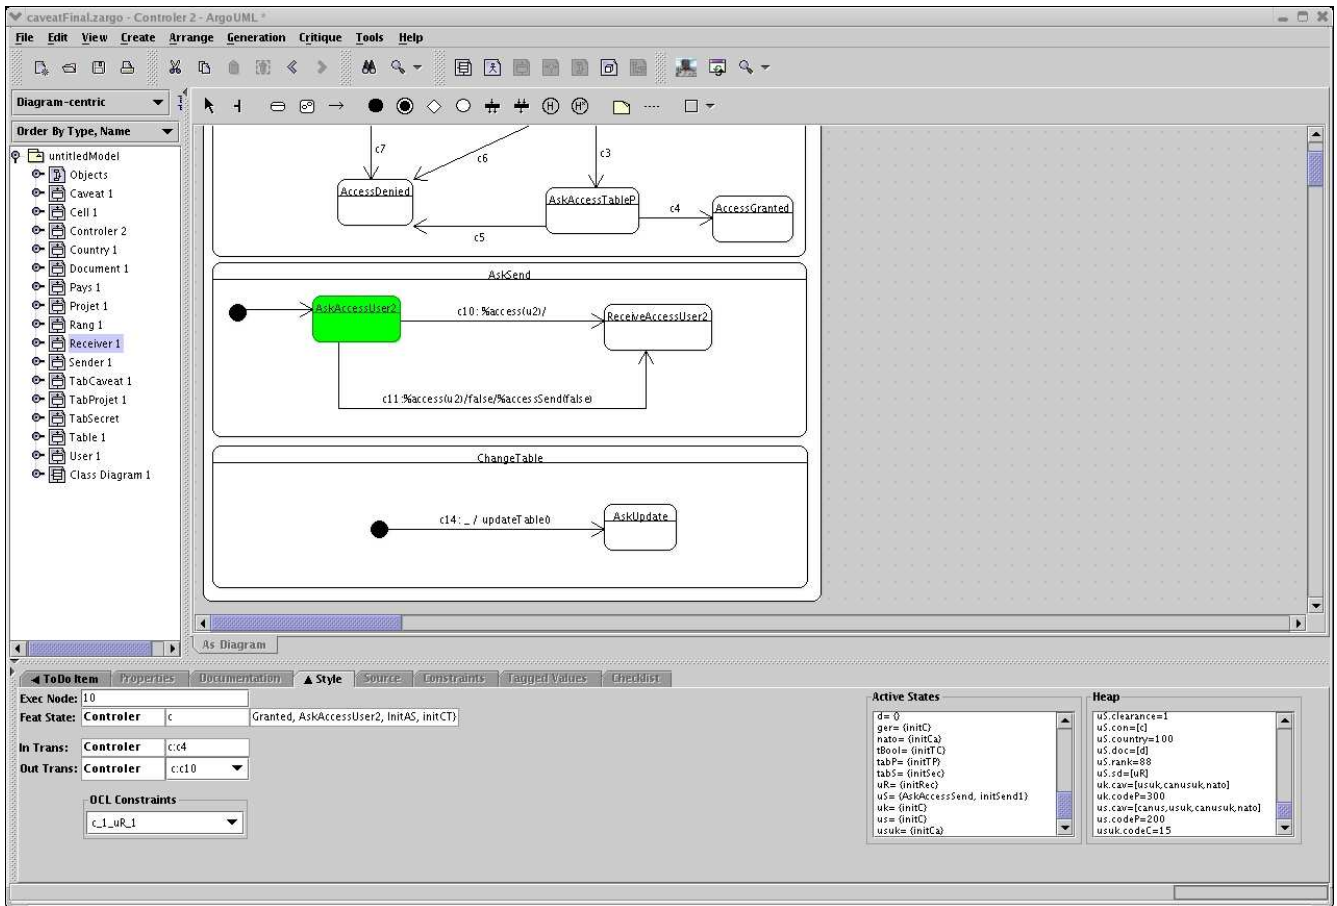 caveatFinal.zargo - Controler 2 - ArgoUML *
File Edit View Create Arrange Generation Critique Tools Help
Diagram-centric
Order By Type, Name
untitledModel
Objects
Caveat 1
Cell 1
Controler 2
Country 1
Document 1
Pays 1
Projet 1
Rang 1
Receiver 1
Sender 1
TabCaveat 1
TabProjet 1
TabSecret
Table 1
User 1
Class Diagram 1
c7
c6
c3
AccessDenied
AskAccessTableP
c4
AccessGranted
c5
AskSend
AskAccessUser2
c10: %access(u2)/
ReceiveAccessUser2
c11:%access(u2)/false/%accessSend(false)
ChangeTable
c14: _ / updateTable()
AskUpdate
As Diagram
ToDo Item Properties Documentation Style Source Constraints Tagged Values Checklist
Exec Node: 10
Feat State: Controler c Granted, AskAccessUser2, InitAS, initCT}
In Trans: Controler c:c4
Out Trans: Controler c:c10
OCL Constraints
c_1_uR_1
Active States
d= {}
ger= {initC}
nato= {initCa}
tBool= {initTC}
tabP= {initTP}
tabS= {initSec}
uR= {initRec}
uS= {AskAccessSend, initSend1}
uk= {initC}
us= {initC}
usuk= {initCa}
Heap
uS.clearance=1
uS.con=[c]
uS.country=100
uS.doc=[d]
uS.rank=88
uS.sd=[uR]
uk.cav=[usuk,canusuk,nato]
uk.codeP=300
us.cav=[canus,usuk,canusuk,nato]
us.codeP=200
usuk.codeC=15